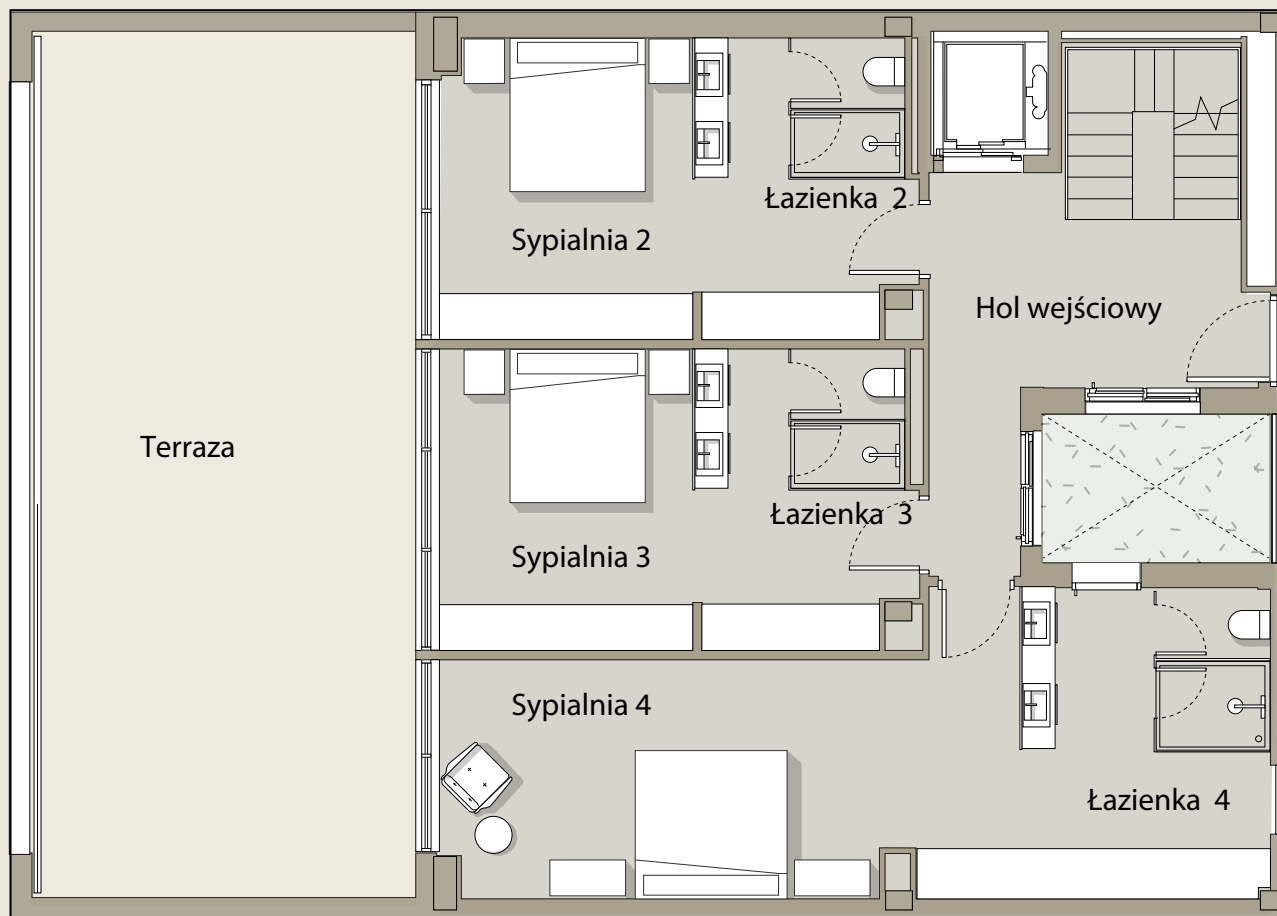 Łazienka 2
Sypialnia 2
Hol wejściowy
Terraza
Łazienka 3
Sypialnia 3
Sypialnia 4
Łazienka 4